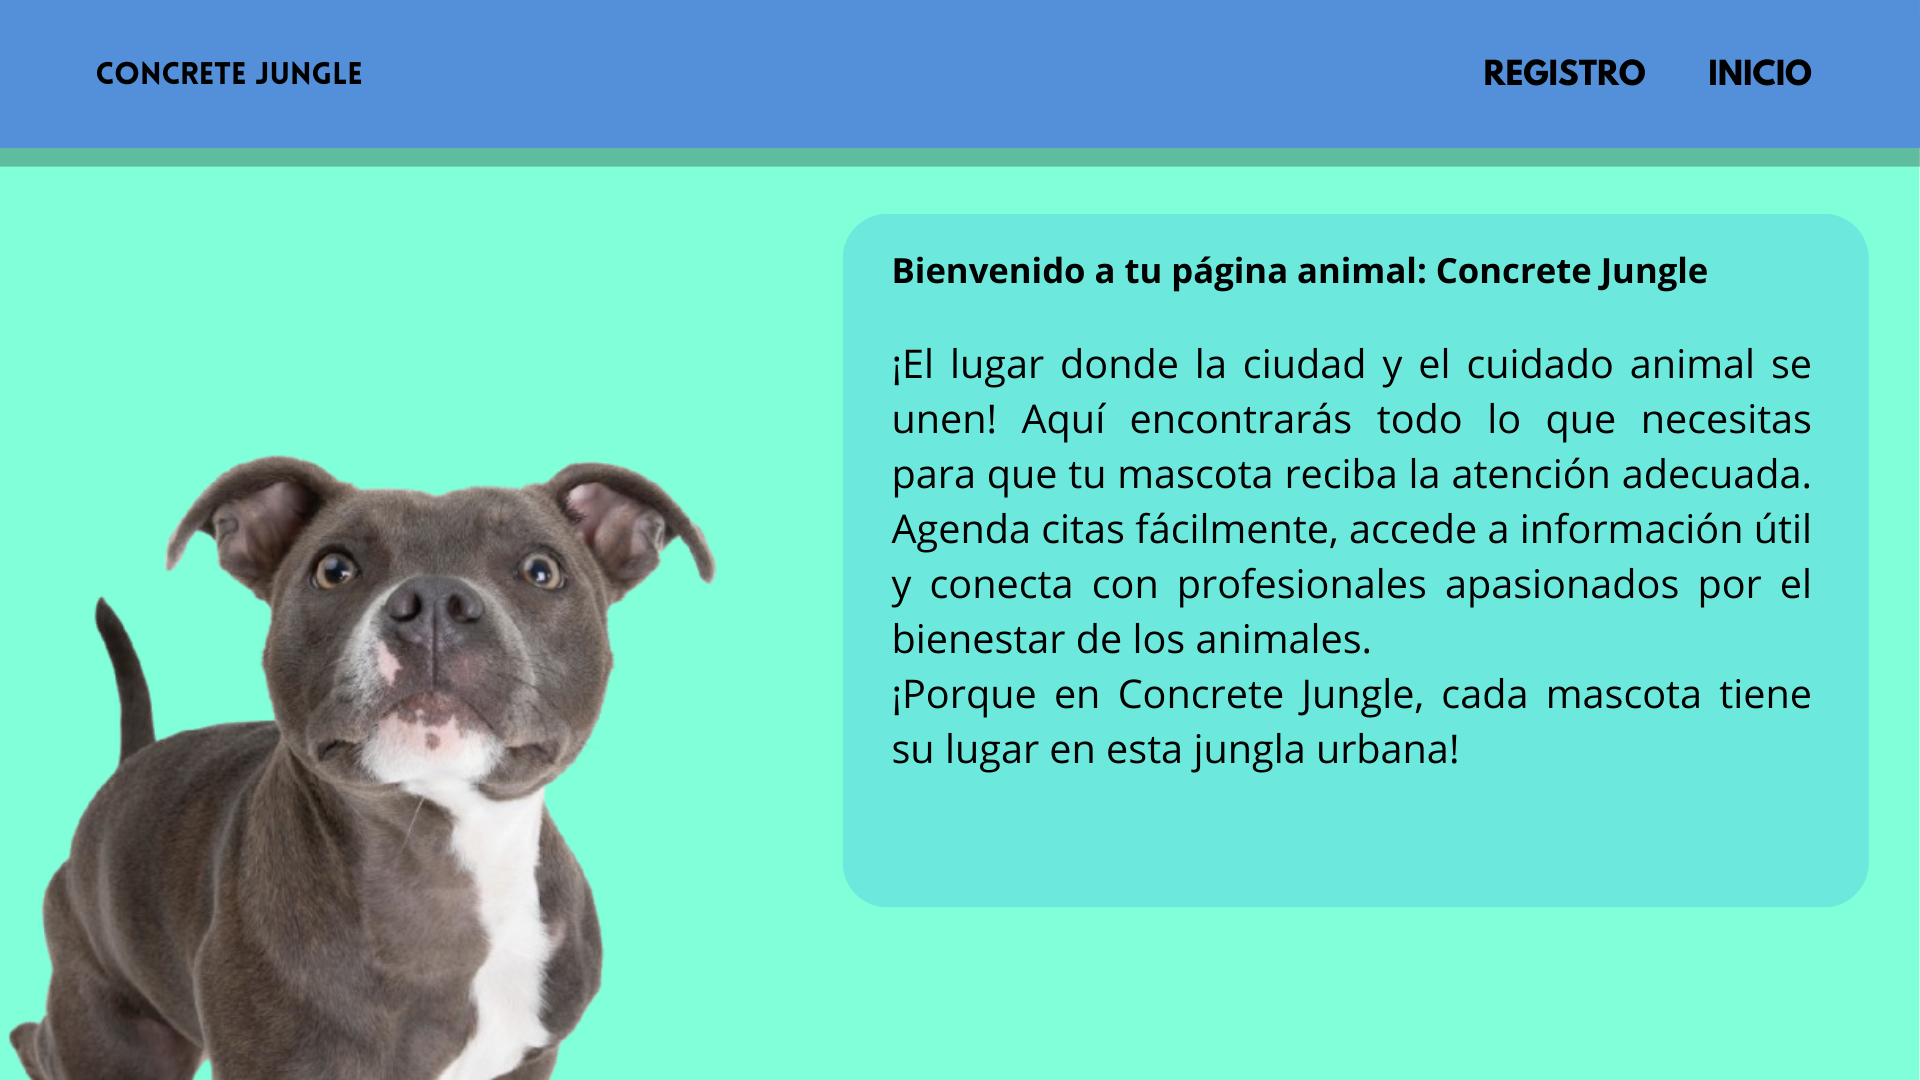 CONCRETE JUNGLE
REGISTRO
INICIO
Bienvenido a tu página animal: Concrete Jungle
¡El lugar donde la ciudad y el cuidado animal se
unen! Aquí encontrarás todo lo que necesitas
para que tu mascota reciba la atención adecuada.
Agenda citas fácilmente, accede a información útil
y conecta con profesionales apasionados por el
bienestar de los animales.
¡Porque en Concrete Jungle, cada mascota tiene
su lugar en esta jungla urbana!